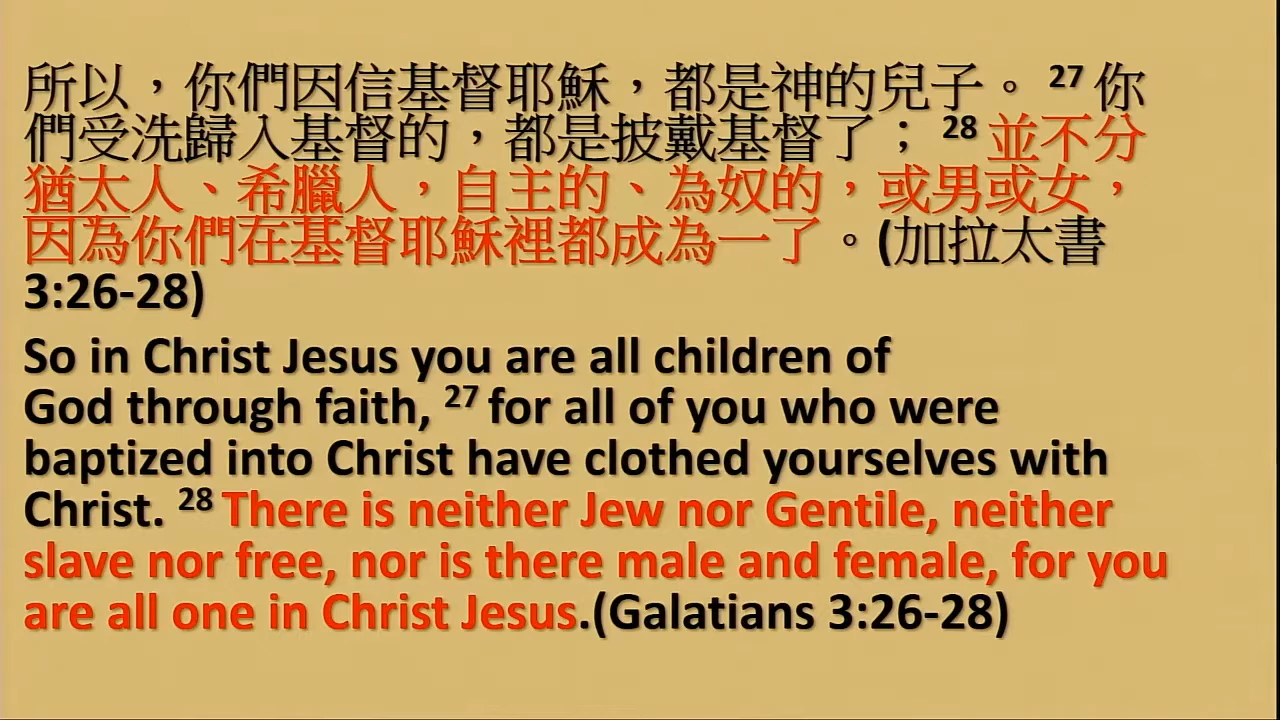 所以，你們因信基督耶穌，都是神的兒子。 27 你
們受洗歸入基督的，都是披戴基督了； 28 並不分
猶太人、希臘人，自主的、為奴的，或男或女，
因為你們在基督耶穌裡都成為一了。(加拉太書
3:26-28)
So in Christ Jesus you are all children of
God through faith, 27 for all of you who were
baptized into Christ have clothed yourselves with
Christ. 28 There is neither Jew nor Gentile, neither
slave nor free, nor is there male and female, for you
are all one in Christ Jesus.(Galatians 3:26-28)